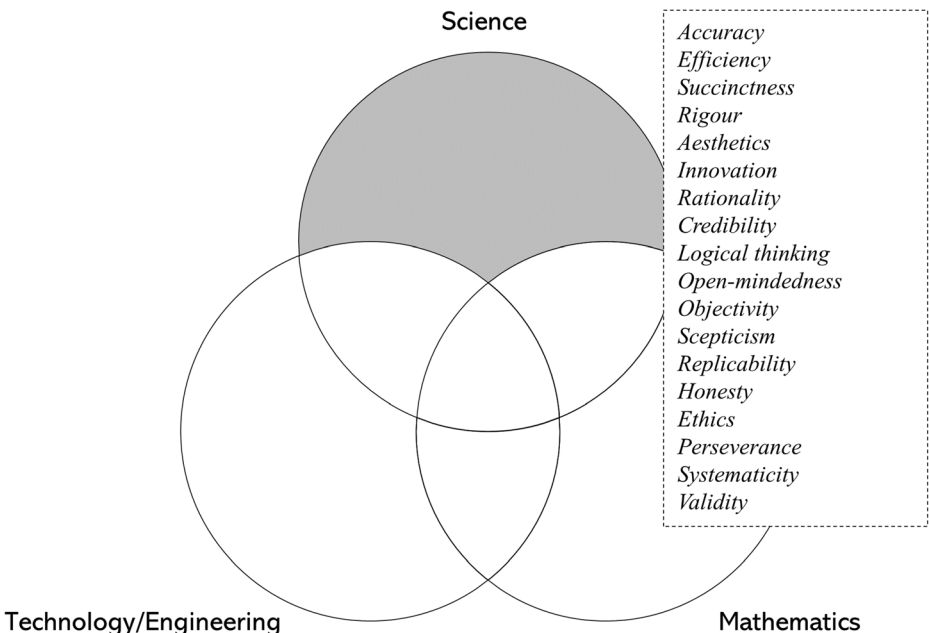 Science
Accuracy
Efficiency
Succinctness
Rigour
Aesthetics
Innovation
Rationality
Credibility
Logical thinking
Open-mindedness
Objectivity
Scepticism
Replicability
Honesty
Ethics
Perseverance
Systematicity
Validity
Technology/Engineering
Mathematics